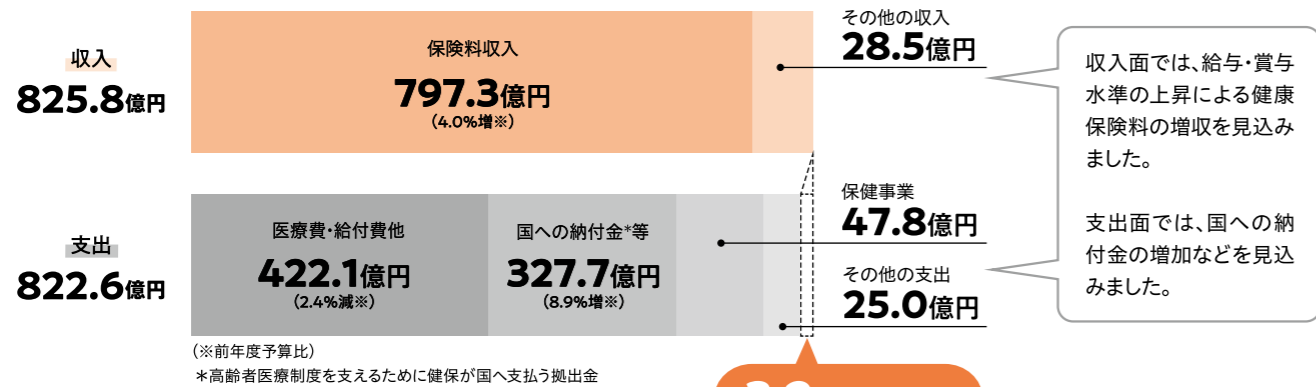 収入
825.8億円
保険料収入
797.3億円
(4.0%増※)
その他の収入
28.5億円
支出
822.6億円
医療費・給付費他
422.1億円
(2.4%減※)
国への納付金*等
327.7億円
(8.9%増※)
保健事業
47.8億円
その他の支出
25.0億円
収入面では、給与・賞与
水準の上昇による健康
保険料の増収を見込み
ました。
支出面では、国への納
付金の増加などを見込
みました。
(※前年度予算比)
＊高齢者医療制度を支えるために健保が国へ支払う拠出金